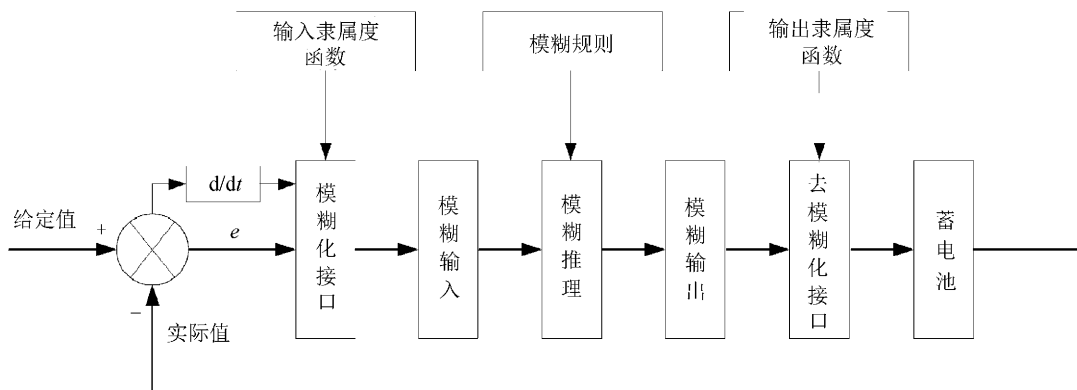 输入隶属度
函数
模糊规则
输出隶属度
函数
d/dt
给定值
+
e
−
实际值
模糊化接口
模糊输入
模糊推理
模糊输出
去模糊化接口
蓄电池